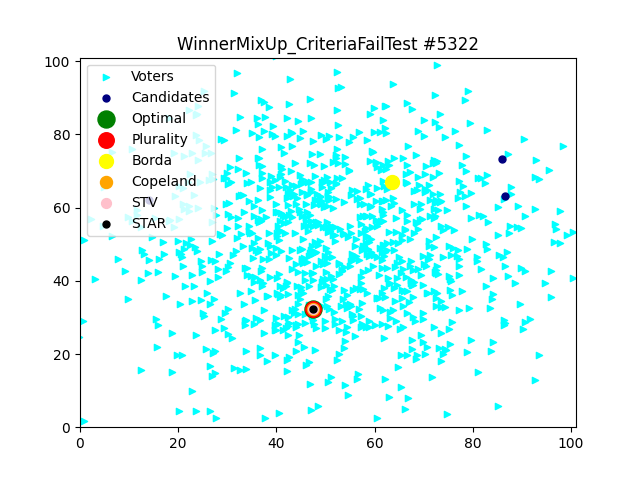 WinnerMixUp_CriteriaFailTest #5322
100
80
60
40
20
0
Voters
Candidates
Optimal
Plurality
Borda
Copeland
STV
STAR
0 20 40 60 80 100